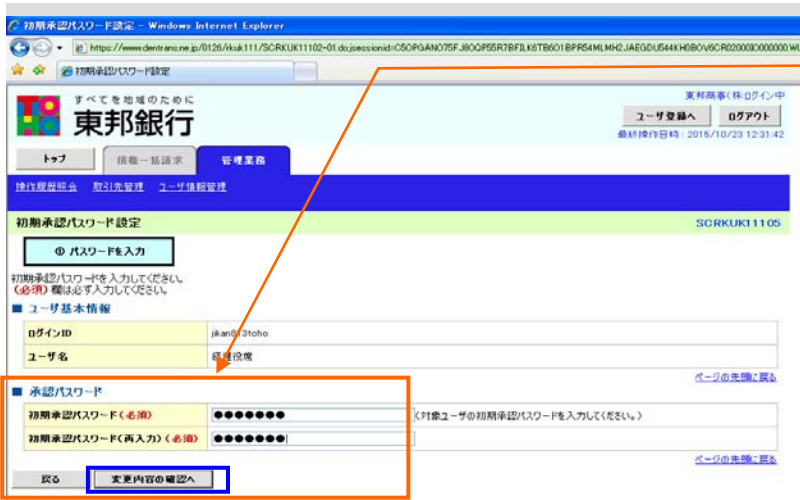 初期承認パスワード設定 - Windows Internet Explorer
初期承認パスワード設定
東邦商事(株ログイン中
すべてを地域のために
東邦銀行
ユーザ登録へ ログアウト
最終操作日時：2015/10/23 12:31:42
トップ 債権一括請求 管理業務
操作履歴照会 取引先管理 ユーザ情報管理
初期承認パスワード設定 SCRKUK11105
① パスワードを入力
初期承認パスワードを入力してください。
(必須) 欄は必ず入力してください。
■ ユーザ基本情報
ログインID
ユーザ名 経理役席
ページの先頭に戻る
■ 承認パスワード
初期承認パスワード(必須) ●●●●●●● (対象ユーザの初期承認パスワードを入力してください。)
初期承認パスワード(再入力)(必須) ●●●●●●●
ページの先頭に戻る
戻る 変更内容の確認へ